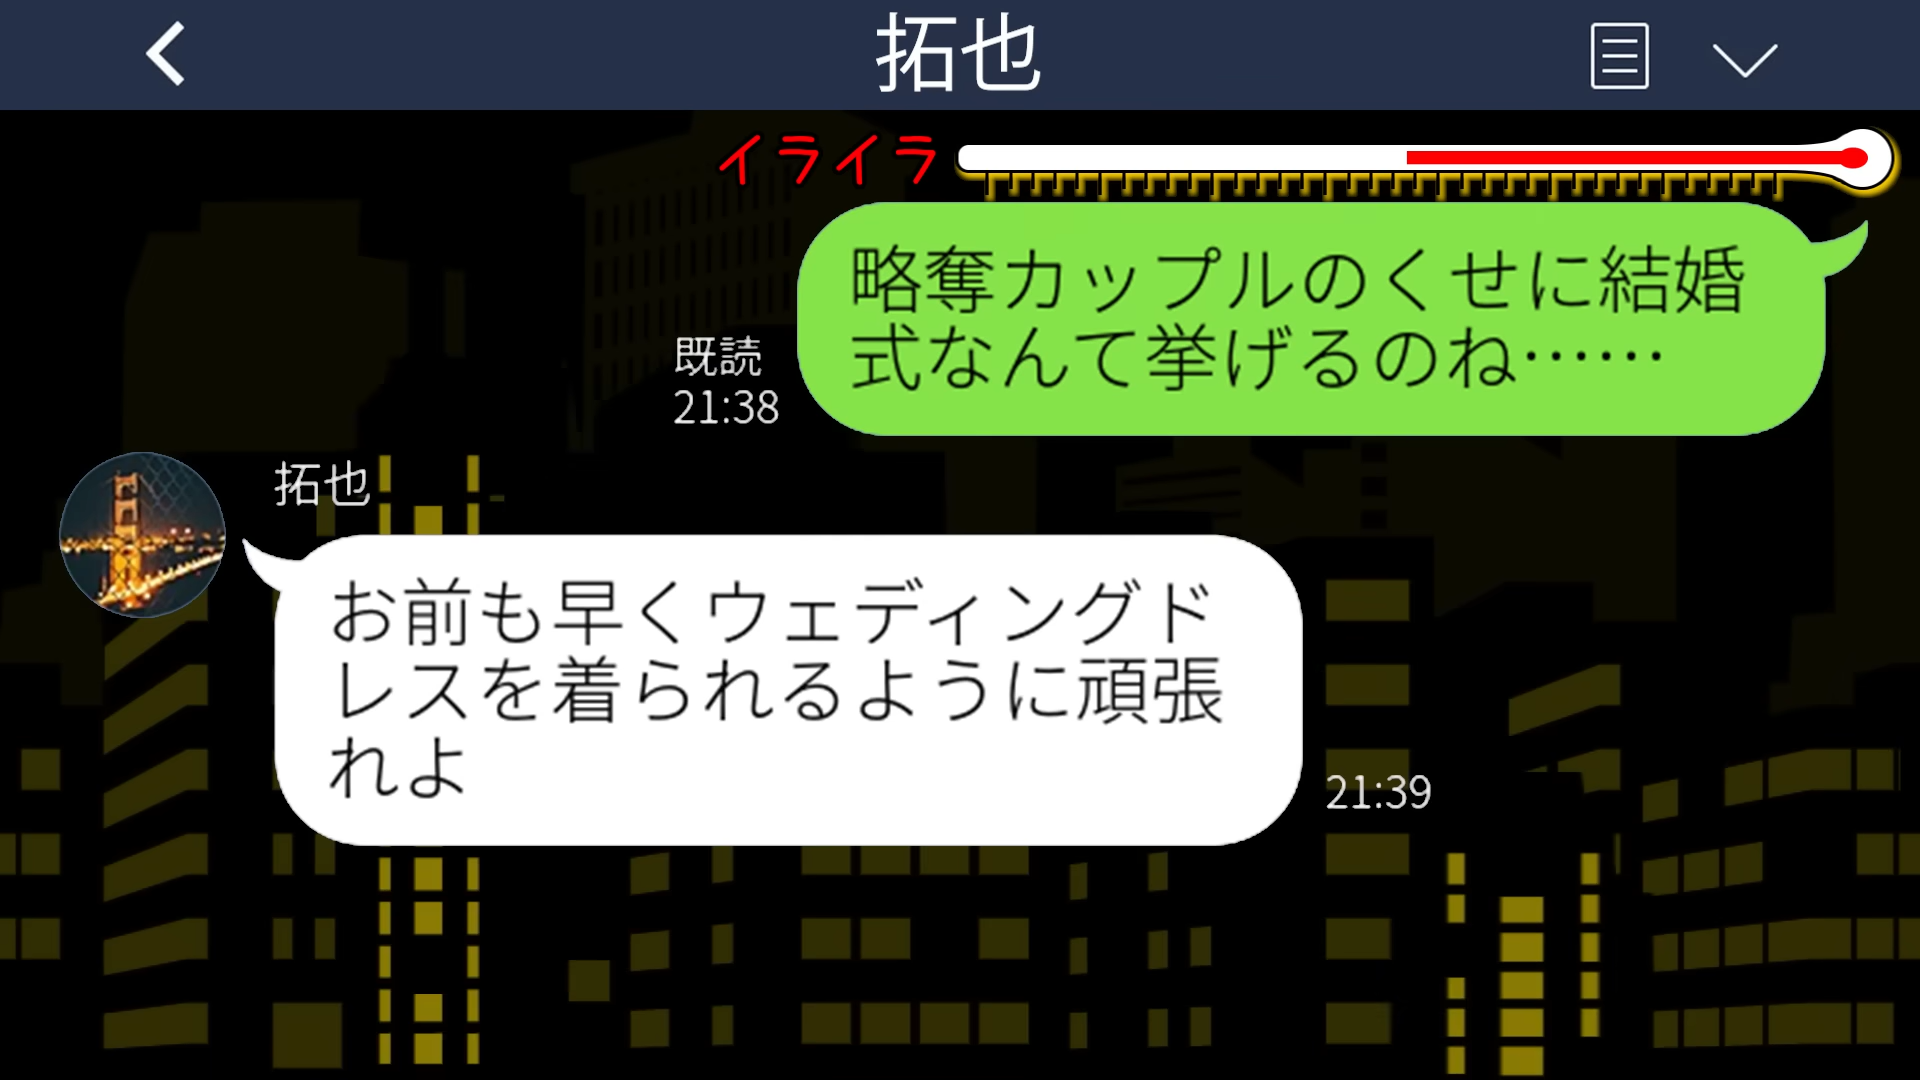 拓也
イライラ
略奪カップルのくせに結婚
式なんて挙げるのね……
既読
21:38
拓也
お前も早くウェディングド
レスを着られるように頑張
れよ
21:39